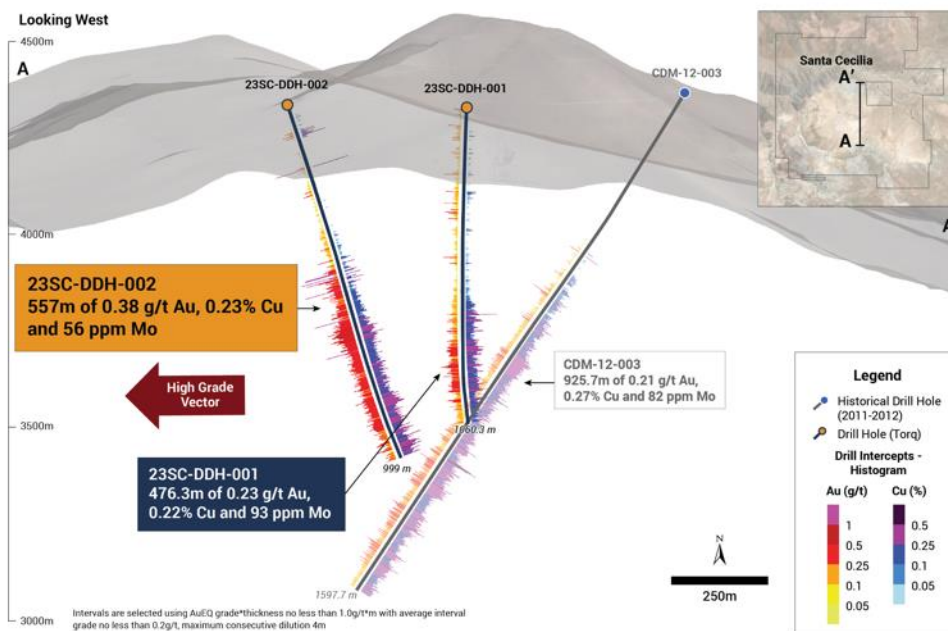 Looking West
4500m
A
23SC-DDH-002
23SC-DDH-001
CDM-12-003
Santa Cecilia
A'
A
4000m
23SC-DDH-002
557m of 0.38 g/t Au, 0.23% Cu
and 56 ppm Mo
High Grade
Vector
3500m
CDM-12-003
925.7m of 0.21 g/t Au,
0.27% Cu and 82 ppm Mo
1060.3 m
999 m
23SC-DDH-001
476.3m of 0.23 g/t Au,
0.22% Cu and 93 ppm Mo
1597.7 m
3000m
Intervals are selected using AuEQ grade*thickness no less than 1.0g/t*m with average interval
grade no less than 0.2g/t, maximum consecutive dilution 4m
N
250m
Legend
Historical Drill Hole
(2011-2012)
Drill Hole (Torq)
Drill Intercepts -
Histogram
Au (g/t) Cu (%)
1 0.5
0.5 0.25
0.25 0.1
0.1 0.05
0.05